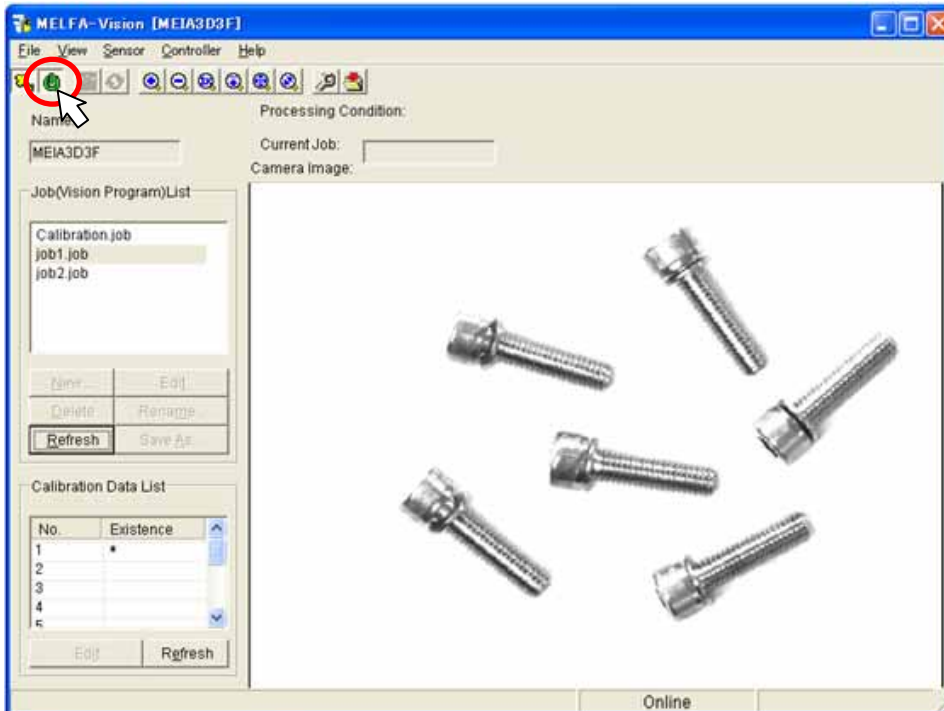 MELFA-Vision [MEIA3D3F]
File View Sensor Controller Help
Name:
Processing Condition:
MEIA3D3F
Current Job:
Camera Image:
Job(Vision Program)List
Calibration.job
job1.job
job2.job
New... Edit
Delete Rename...
Refresh Save As...
Calibration Data List
No. Existence
1 *
2
3
4
5
Edit Refresh
Online